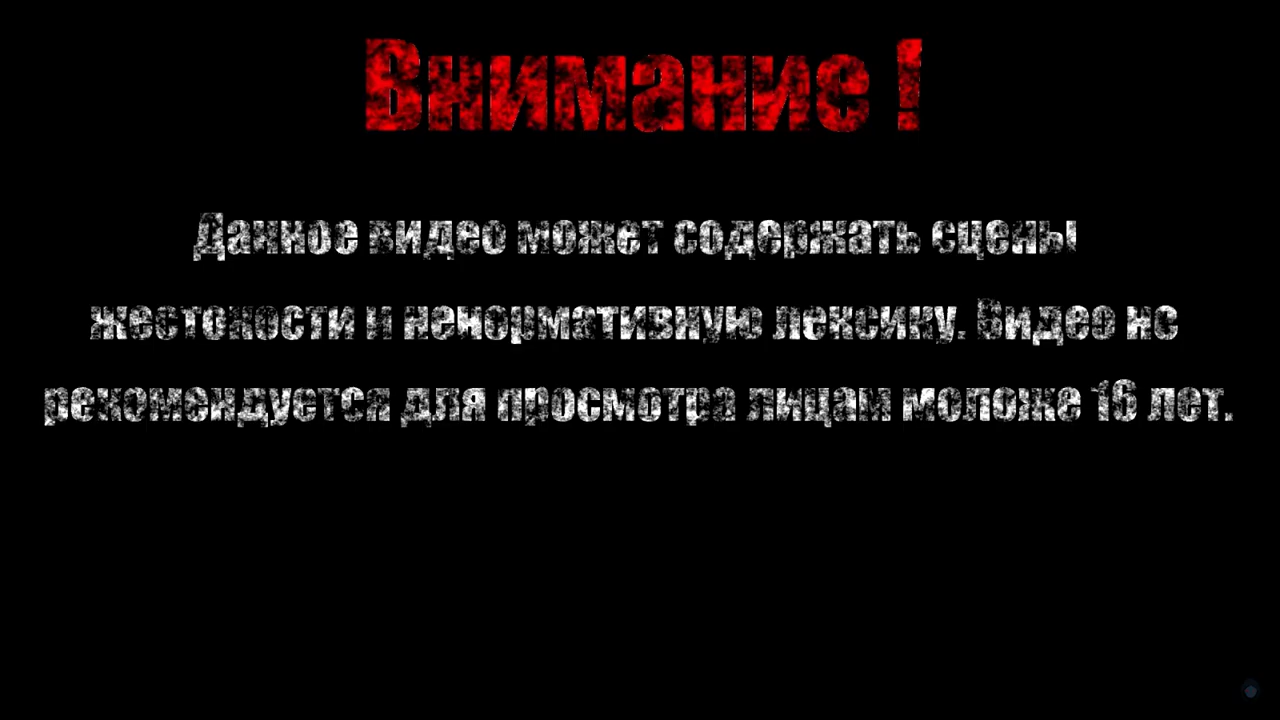 Внимание !
Данное видео может содержать сцены
жестокости и ненормативную лексику. Видео не
рекомендуется для просмотра лицам моложе 16 лет.